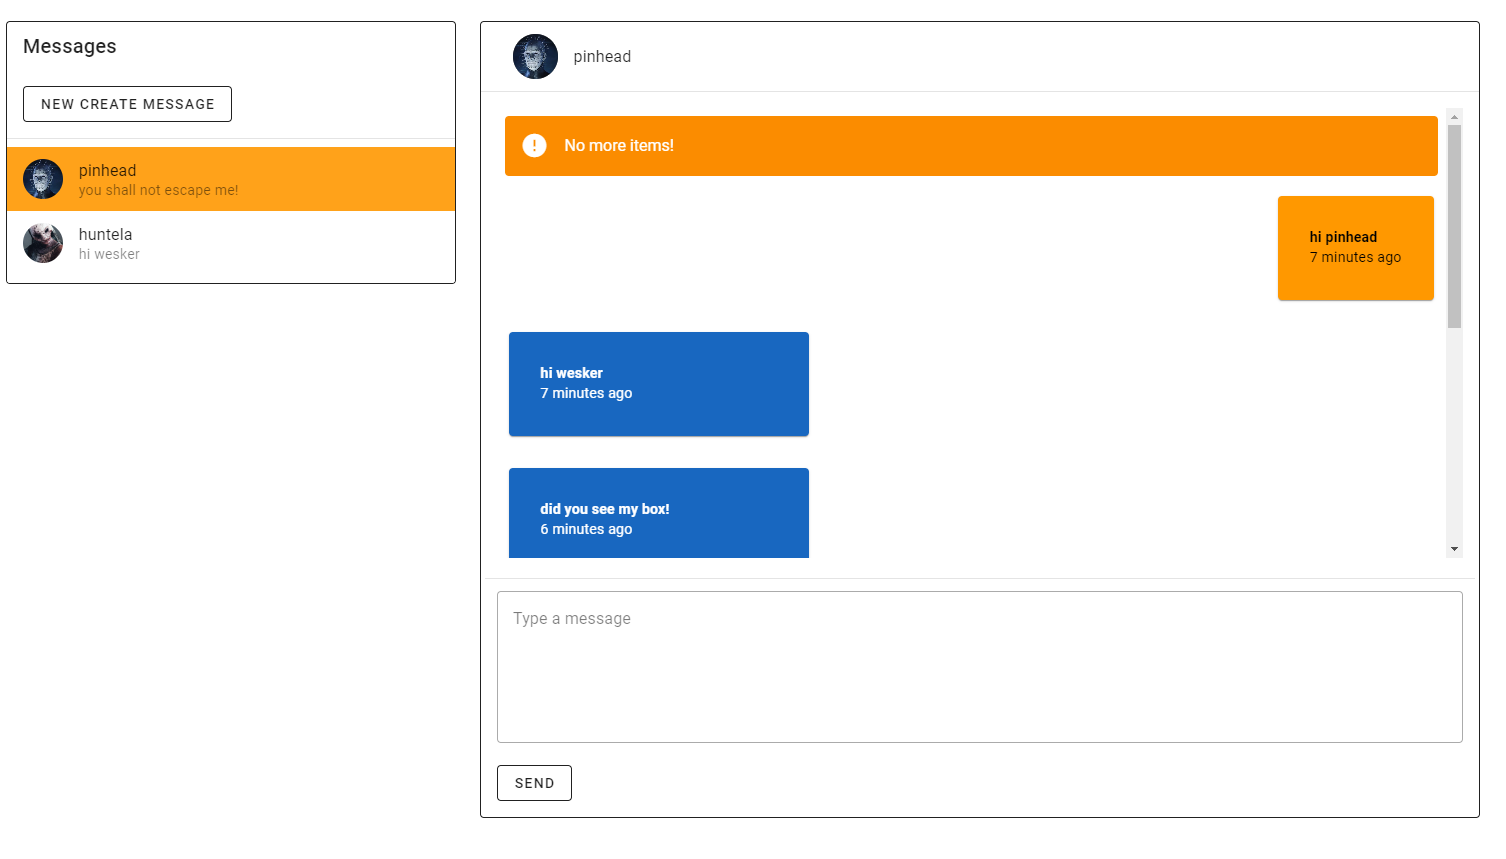 Messages
NEW CREATE MESSAGE
pinhead
you shall not escape me!
huntela
hi wesker
pinhead
No more items!
hi pinhead
7 minutes ago
hi wesker
7 minutes ago
did you see my box!
6 minutes ago
Type a message
SEND